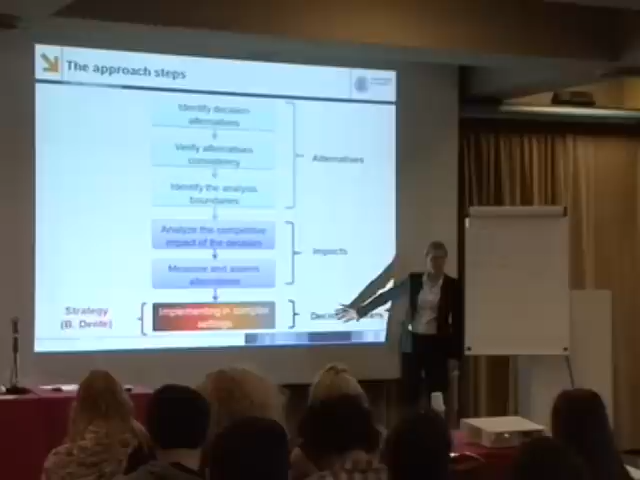 The approach steps
Identify decision
alternatives
Verify alternatives
consistency
Identify the analysis
boundaries
Alternatives
Analyze the competitive
impact of the decision
Measure and assess
alternatives
Impacts
Strategy
Implementing in complex
settings